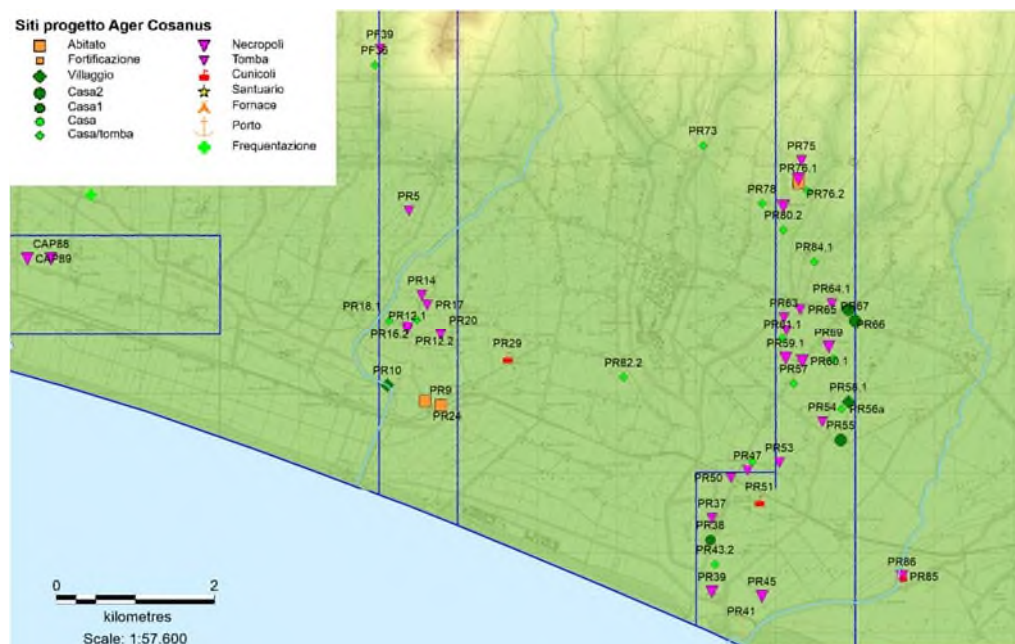 Siti progetto Ager Cosanus
Abitato
Fortificazione
Villaggio
Casa2
Casa1
Casa
Casa/tomba
Necropoli
Tomba
Cunicoli
Santuario
Fornace
Porto
Frequentazione
PF39
PF36
PR73
PR75
PR76.1
PR76.2
PR78
PR5
PR80.2
CAP88
CAP89
PR84.1
PR14
PR64.1
PR18.1
PR17
PR63
PR65
PR67
PR12.1
PR20
PR66
PR16.2
PR12.2
PR61.1
PR29
PR69
PR59.1
PR60.1
PR82.2
PR10
PR57
PR9
PR58.1
PR24
PR54
PR56a
PR55
PR47
PR53
PR50
PR51
PR37
PR38
PR43.2
PR86
PR39
PR45
PR85
PR41
0 2
kilometres
Scale: 1:57.600